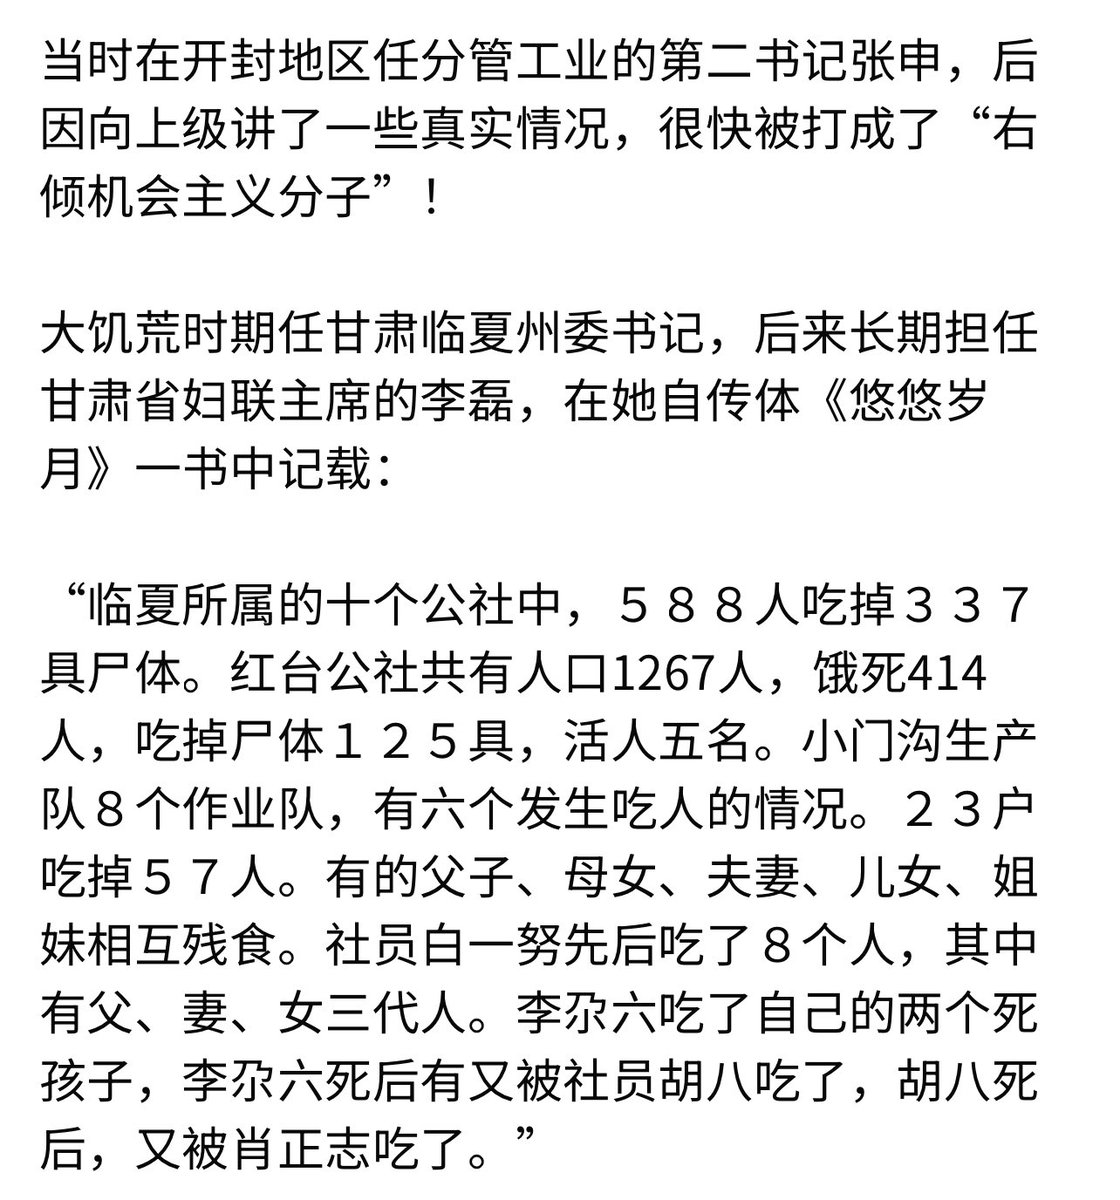 当时在开封地区任分管工业的第二书记张申，后
因向上级讲了一些真实情况，很快被打成了“右
倾机会主义分子”！
大饥荒时期任甘肃临夏州委书记，后来长期担任
甘肃省妇联主席的李磊，在她自传体《悠悠岁
月》一书中记载：
“临夏所属的十个公社中，５８８人吃掉３３７
具尸体。红台公社共有人口1267人，饿死414
人，吃掉尸体１２５具，活人五名。小门沟生产
队８个作业队，有六个发生吃人的情况。２３户
吃掉５７人。有的父子、母女、夫妻、儿女、姐
妹相互残食。社员白一努先后吃了８个人，其中
有父、妻、女三代人。李尕六吃了自己的两个死
孩子，李尕六死后有又被社员胡八吃了，胡八死
后，又被肖正志吃了。”